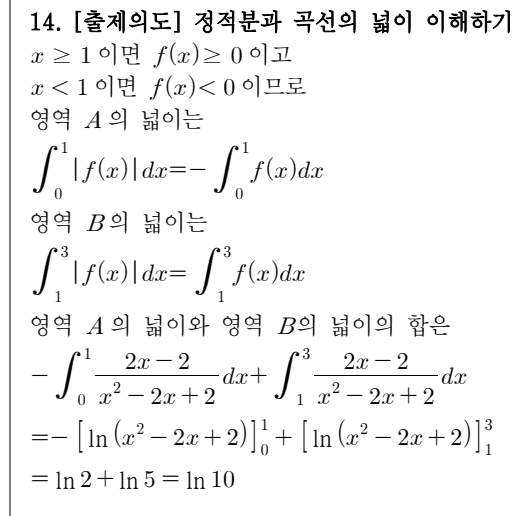 14. [출제의도] 정적분과 곡선의 넓이 이해하기
x ≥ 1 이면 f(x) ≥ 0 이고
x < 1 이면 f(x) < 0 이므로
영역 A 의 넓이는
∫₀¹ |f(x)| dx = − ∫₀¹ f(x)dx
영역 B 의 넓이는
∫₁³ |f(x)| dx = ∫₁³ f(x)dx
영역 A 의 넓이와 영역 B의 넓이의 합은
− ∫₀¹ (2x − 2)/(x² − 2x + 2) dx + ∫₁³ (2x − 2)/(x² − 2x + 2) dx
= − [ln(x² − 2x + 2)]₀¹ + [ln(x² − 2x + 2)]₁³
= ln 2 + ln 5 = ln 10